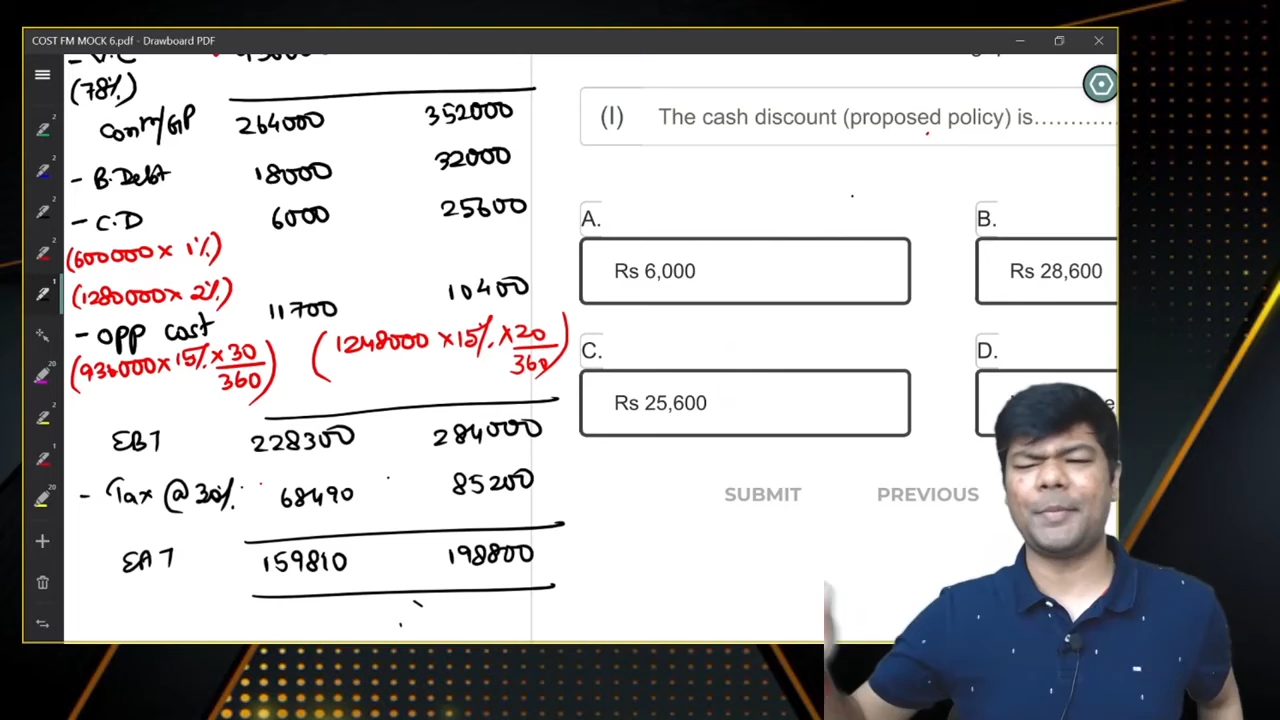 COST FM MOCK 6.pdf - Drawboard PDF
(78%)
Contn/GP 264000 352000
- B.Debt 18000 32000
- C.D 6000 25600
(600000 x 1%)
(1280000 x 2%)
- opp cost 11700 10400
(936000 x 15% x 30/360) (1248000 x 15% x 20/360)
EBT 228300 284000
- Tax @ 30% 68490 85200
EAT 159810 198800
(I) The cash discount (proposed policy) is............
A.
Rs 6,000
B.
Rs 28,600
C.
Rs 25,600
D.
SUBMIT PREVIOUS